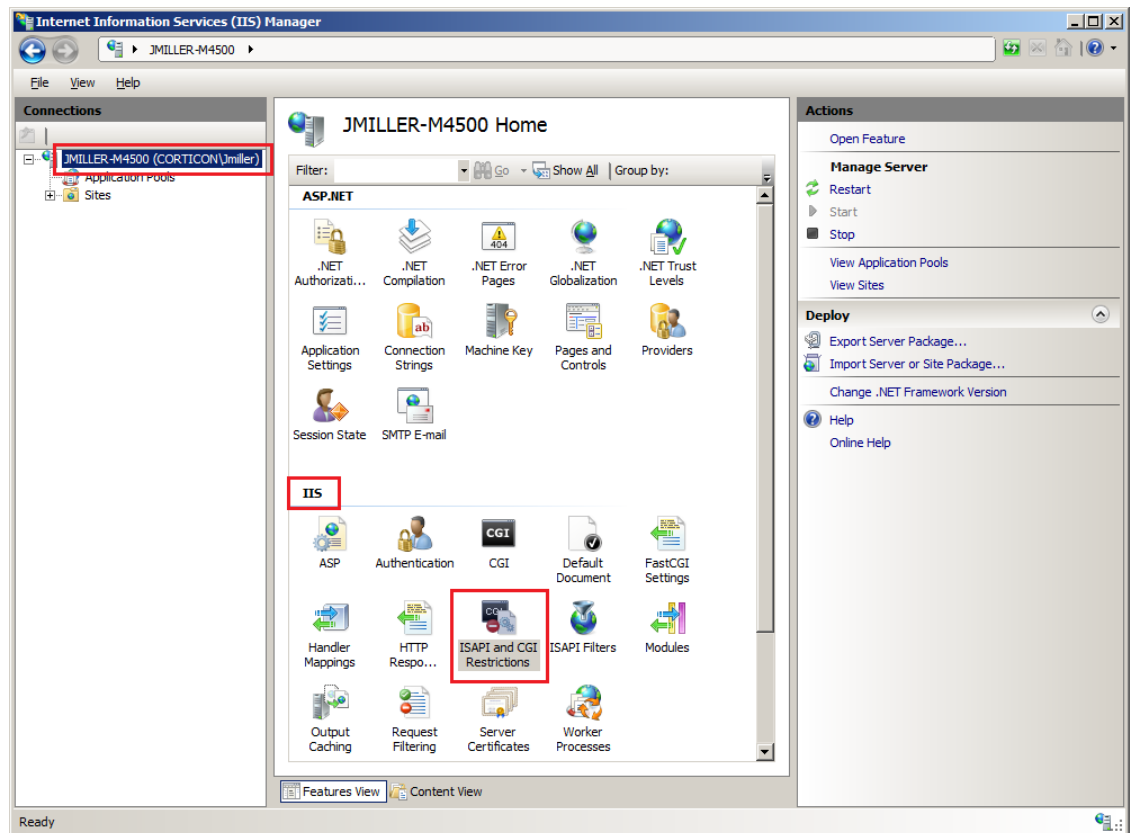 Internet Information Services (IIS) Manager
JMILLER-M4500
File View Help
Connections
JMILLER-M4500 (CORTICON\Jmiller)
Application Pools
Sites
JMILLER-M4500 Home
Filter: Go Show All Group by:
ASP.NET
.NET Authorizati...
.NET Compilation
.NET Error Pages
.NET Globalization
.NET Trust Levels
Application Settings
Connection Strings
Machine Key
Pages and Controls
Providers
Session State
SMTP E-mail
IIS
ASP
Authentication
CGI
Default Document
FastCGI Settings
Handler Mappings
HTTP Respo...
ISAPI and CGI Restrictions
ISAPI Filters
Modules
Output Caching
Request Filtering
Server Certificates
Worker Processes
Features View Content View
Actions
Open Feature
Manage Server
Restart
Start
Stop
View Application Pools
View Sites
Deploy
Export Server Package...
Import Server or Site Package...
Change .NET Framework Version
Help
Online Help
Ready